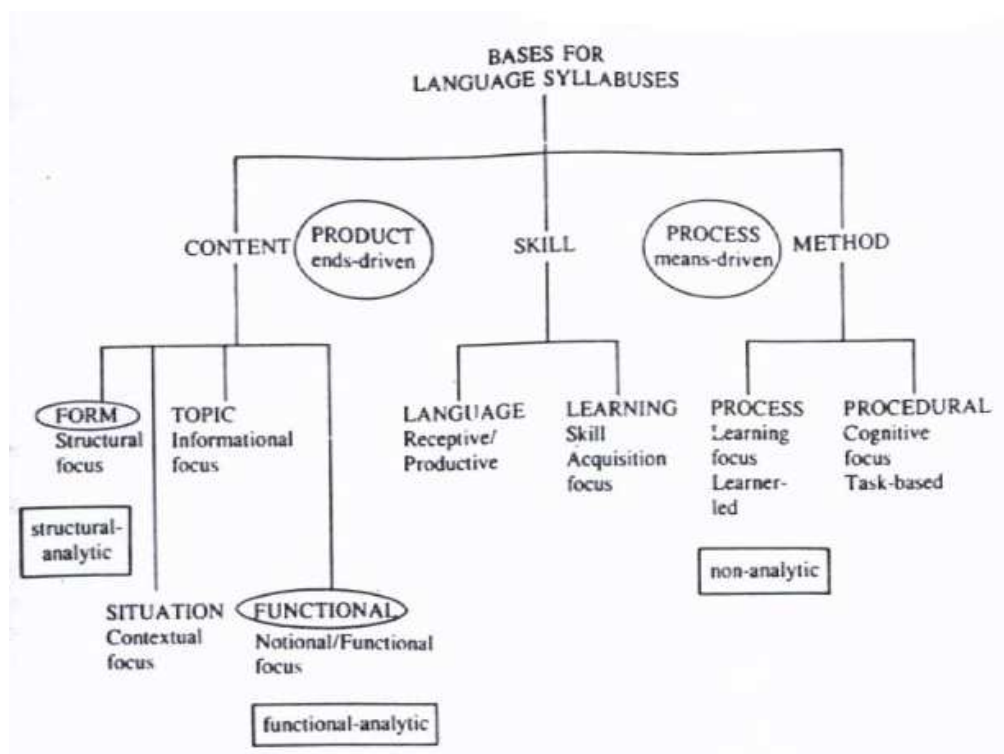 BASES FOR
LANGUAGE SYLLABUSES
CONTENT
PRODUCT
ends-driven
SKILL
PROCESS
means-driven
METHOD
FORM
Structural
focus
TOPIC
Informational
focus
LANGUAGE
Receptive/
Productive
LEARNING
Skill
Acquisition
focus
PROCESS
Learning
focus
Learner-
led
PROCEDURAL
Cognitive
focus
Task-based
structural-
analytic
non-analytic
SITUATION
Contextual
focus
FUNCTIONAL
Notional/Functional
focus
functional-analytic